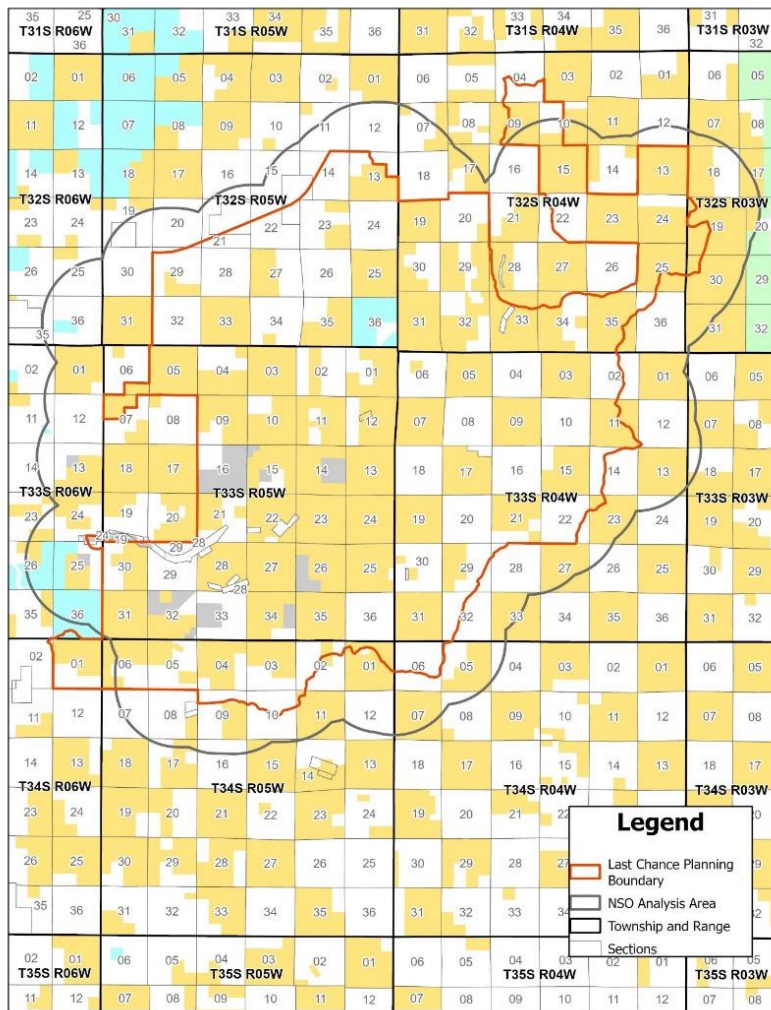 35 25 30 33 34 33 34 31
T31S R06W 31 32 T31S R05W 35 36 31 T31S R04W 35 36 T31S R03W
36 32
02 01 06 05 04 03 02 01 06 05 04 03 02 01 06 05
11 12 07 08 09 10 11 12 07 08 09 10 11 12 07 08
14 13 18 17 16 15 14 13 18 17 16 15 14 13 18 17
T32S R06W T32S R05W T32S R04W T32S R03W
23 24 19 20 21 22 23 24 19 20 21 22 23 24 19 20
26 25 30 29 28 27 26 25 30 29 28 27 26 25 30 29
35 36 31 32 33 34 35 36 31 32 33 34 35 36 31 32
02 01 06 05 04 03 02 01 06 05 04 03 02 01 06 05
11 12 07 08 09 10 11 12 07 08 09 10 11 12 07 08
14 13 18 17 16 15 14 13 18 17 16 15 14 13 18 17
T33S R06W T33S R05W T33S R04W T33S R03W
23 24 19 20 21 22 23 24 19 20 21 22 23 24 19 20
24 19 29 28
26 25 30 29 28 27 26 25 30 29 28 27 26 25 30 29
35 36 31 32 33 34 35 36 31 32 33 34 35 36 31 32
02 01 06 05 04 03 02 01 06 05 04 03 02 01 06 05
11 12 07 08 09 10 11 12 07 08 09 10 11 12 07 08
14 13 18 17 16 15 14 13 18 17 16 15 14 13 18 17
T34S R06W T34S R05W T34S R04W T34S R03W
23 24 19 20 21 22 23 24 19 20 21 22 23 24 19 20
26 25 30 29 28 27 26 25 30 29 28 27
35 36 31 32 33 34 35 36 31 32 33 34 32
02 01 06 05 04 03 02 01 06 05 04 03 02 01 06 05
T35S R06W T35S R05W T35S R04W T35S R03W
11 12 07 08 09 10 11 12 07 08 09 10 11 12 07 08
Legend
Last Chance Planning
Boundary
NSO Analysis Area
Township and Range
Sections